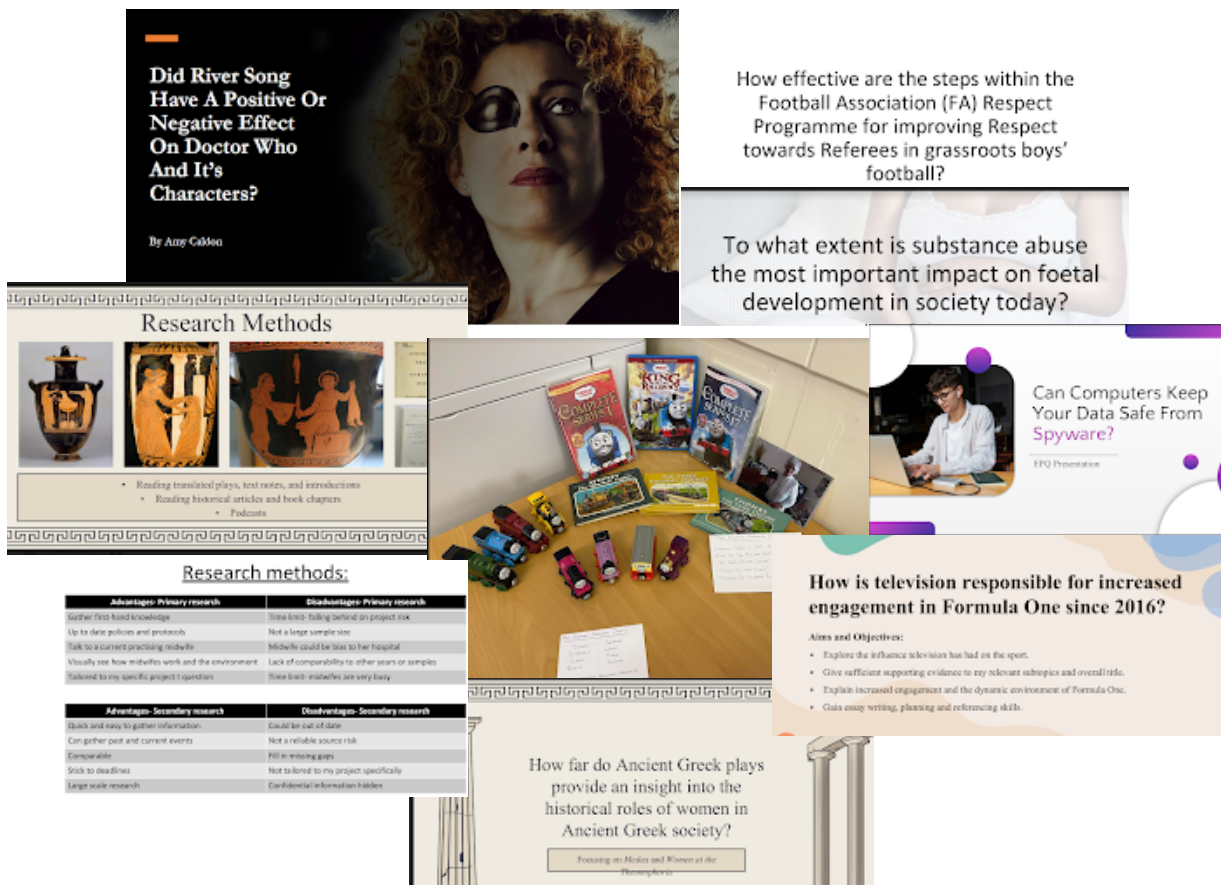 Did River Song
Have A Positive Or
Negative Effect
On Doctor Who
And It's
Characters?
By Amy Caldon
How effective are the steps within the
Football Association (FA) Respect
Programme for improving Respect
towards Referees in grassroots boys'
football?
To what extent is substance abuse
the most important impact on foetal
development in society today?
Research Methods
• Reading translated plays, text notes, and introductions
• Reading historical articles and book chapters
• Podcasts
COMPLETE
SERIES 1
KING
OF THE
RAILWAY
COMPLETE
SERIES
Can Computers Keep
Your Data Safe From
Spyware?
EPQ Presentation
How is television responsible for increased
engagement in Formula One since 2016?
Aims and Objectives:
• Explore the influence television has had on the sport.
• Give sufficient supporting evidence to my relevant subtopics and overall title.
• Explain increased engagement and the dynamic environment of Formula One.
• Gain essay writing, planning and referencing skills.
Research methods:
Advantages- Primary research Disadvantages- Primary research
Gather first-hand knowledge Time limit- falling behind on project risk
Up to date policies and protocols Not a large sample size
Talk to a current practising midwife Midwife could be bias to her hospital
Visually see how midwifes work and the environment Lack of comparability to other years or samples
Tailored to my specific project t question Time limit- midwifes are very busy
Advantages- Secondary research Disadvantages- Secondary research
Quick and easy to gather information Could be out of date
Can gather past and current events Not a reliable source risk
Comparable Fill in missing gaps
Stick to deadlines Not tailored to my project specifically
Large scale research Confidential information hidden
How far do Ancient Greek plays
provide an insight into the
historical roles of women in
Ancient Greek society?
Focusing on Medea and Women at the
Thesmophoria